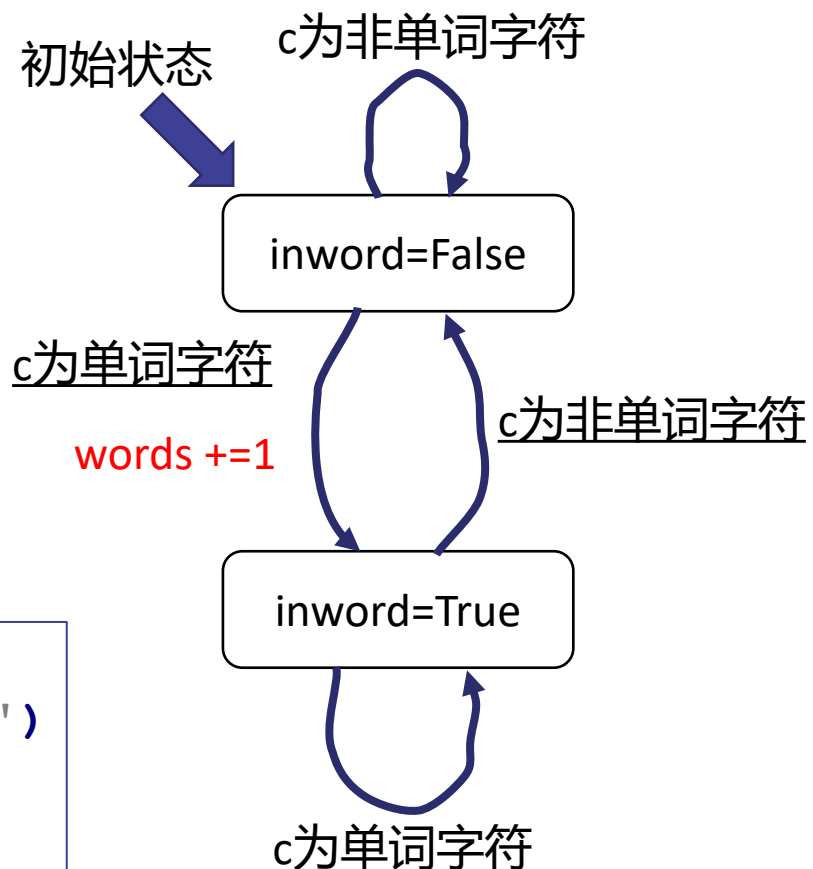 初始状态
c为非单词字符
inword=False
c为单词字符
words +=1
c为非单词字符
inword=True
')
c为单词字符